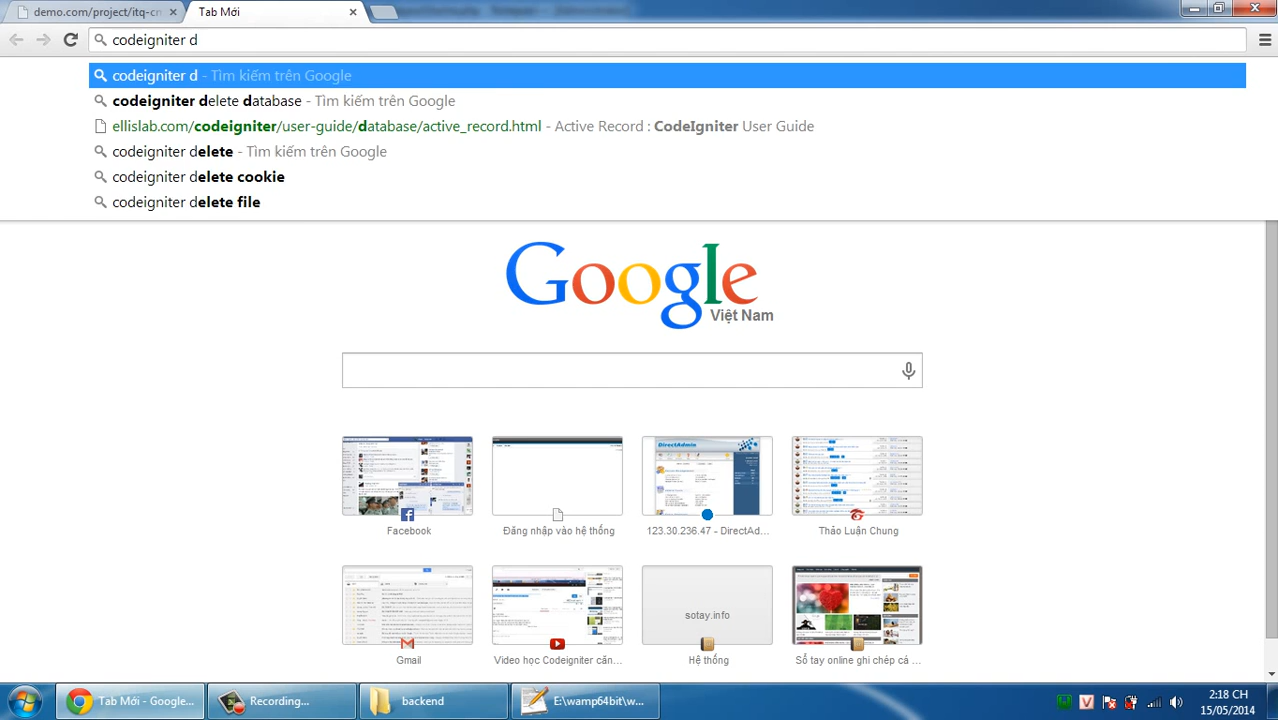 demo.com/project/itq-cn
Tab Mới
codeigniter d
codeigniter d - Tìm kiếm trên Google
codeigniter delete database - Tìm kiếm trên Google
ellislab.com/codeigniter/user-guide/database/active_record.html - Active Record : CodeIgniter User Guide
codeigniter delete - Tìm kiếm trên Google
codeigniter delete cookie
codeigniter delete file
Google
Việt Nam
DirectAdmin
Facebook
Đăng nhập vào hệ thống
123.30.236.47 - DirectAd...
Thảo Luận Chung
solay.info
Gmail
Video học Codeigniter căn...
Hệ thống
Sổ tay online ghi chép cá ...
Tab Mới - Google...
Recording...
backend
E:\wamp64bit\w...
2:18 CH
15/05/2014